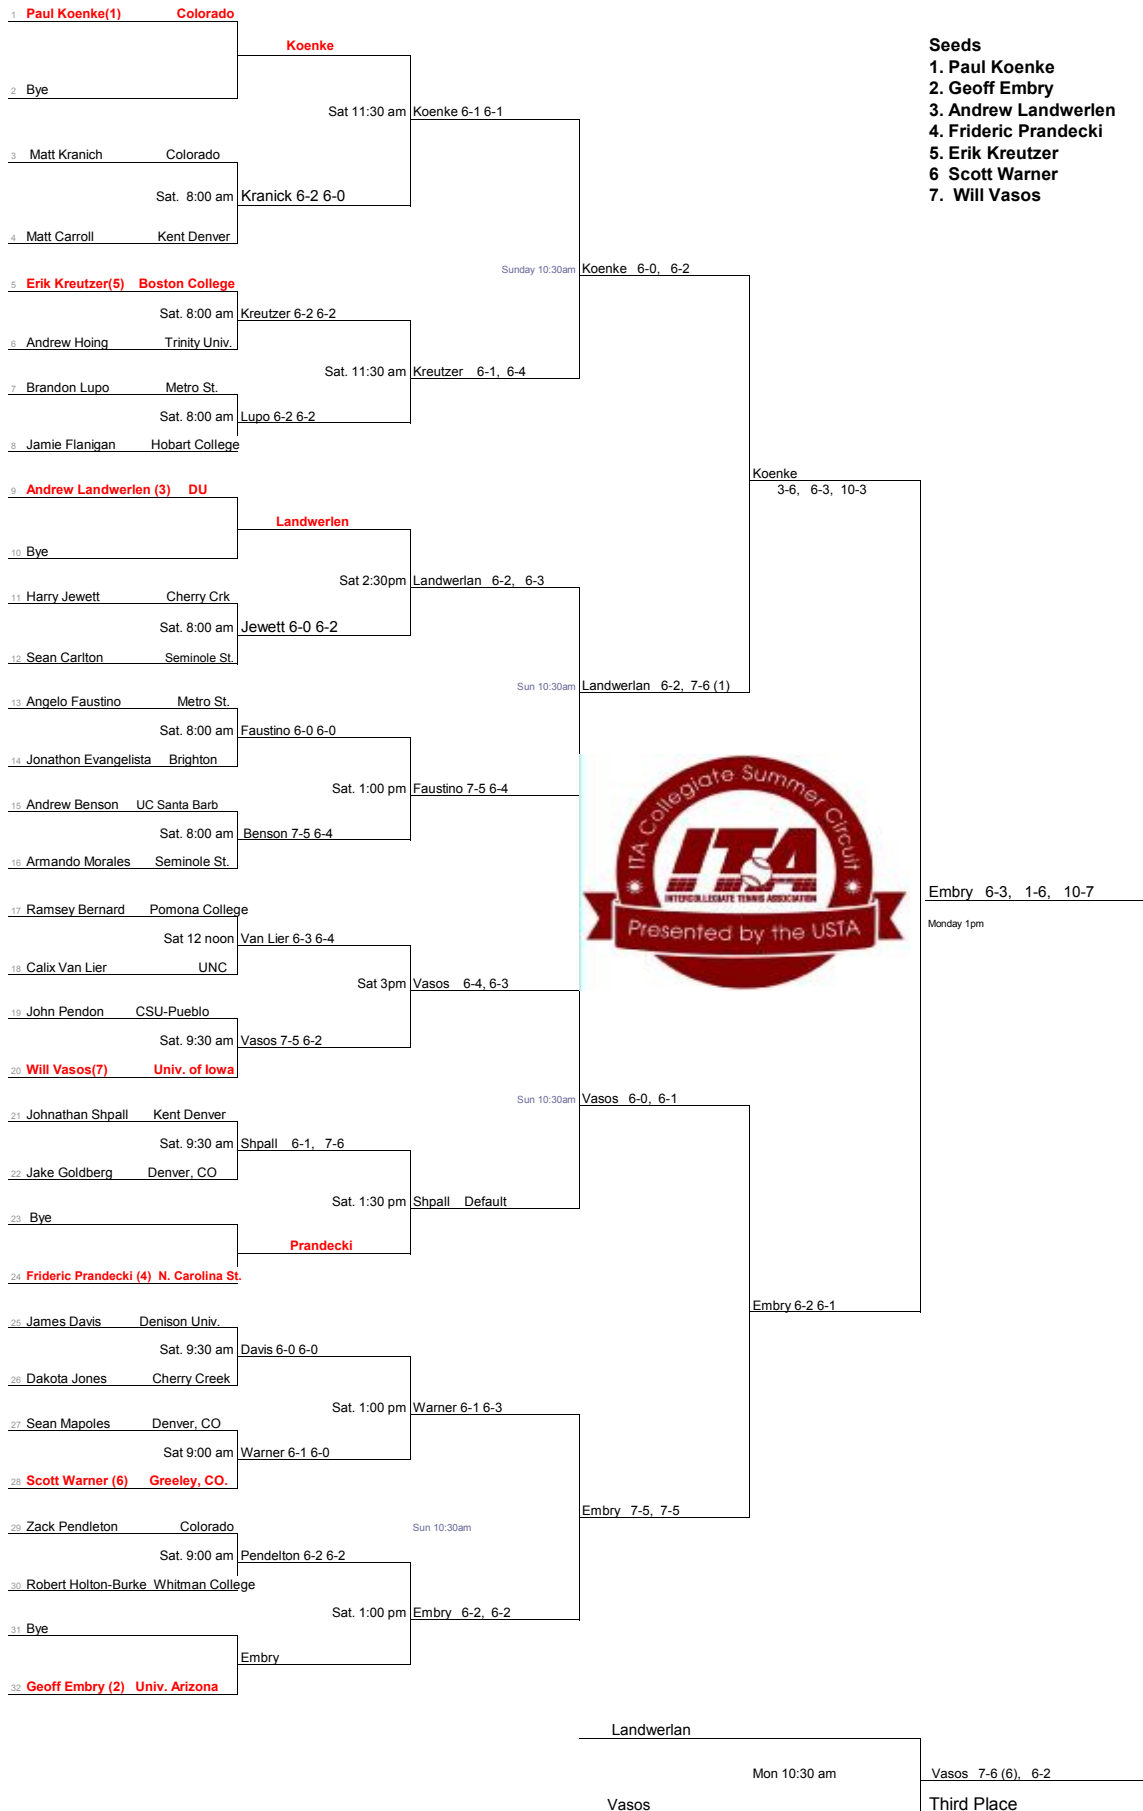 1 Paul Koenke(1) Colorado
Koenke
2 Bye
Sat 11:30 am Koenke 6-1 6-1
3 Matt Kranich Colorado
Sat. 8:00 am Kranick 6-2 6-0
4 Matt Carroll Kent Denver
Sunday 10:30am Koenke 6-0, 6-2
5 Erik Kreutzer(5) Boston College
Sat. 8:00 am Kreutzer 6-2 6-2
6 Andrew Hoing Trinity Univ.
Sat. 11:30 am Kreutzer 6-1, 6-4
7 Brandon Lupo Metro St.
Sat. 8:00 am Lupo 6-2 6-2
8 Jamie Flanigan Hobart College
Koenke
3-6, 6-3, 10-3
9 Andrew Landwerlen (3) DU
Landwerlen
10 Bye
Sat 2:30pm Landwerlan 6-2, 6-3
11 Harry Jewett Cherry Crk
Sat. 8:00 am Jewett 6-0 6-2
12 Sean Carlton Seminole St.
Sun 10:30am Landwerlan 6-2, 7-6 (1)
13 Angelo Faustino Metro St.
Sat. 8:00 am Faustino 6-0 6-0
14 Jonathon Evangelista Brighton
Sat. 1:00 pm Faustino 7-5 6-4
15 Andrew Benson UC Santa Barb
Sat. 8:00 am Benson 7-5 6-4
16 Armando Morales Seminole St.
Embry 6-3, 1-6, 10-7
Monday 1pm
17 Ramsey Bernard Pomona College
Sat 12 noon Van Lier 6-3 6-4
18 Calix Van Lier UNC
Sat 3pm Vasos 6-4, 6-3
19 John Pendon CSU-Pueblo
Sat. 9:30 am Vasos 7-5 6-2
20 Will Vasos(7) Univ. of Iowa
Sun 10:30am Vasos 6-0, 6-1
21 Johnathan Shpall Kent Denver
Sat. 9:30 am Shpall 6-1, 7-6
22 Jake Goldberg Denver, CO
Sat. 1:30 pm Shpall Default
23 Bye
Prandecki
24 Frideric Prandecki (4) N. Carolina St.
Embry 6-2 6-1
25 James Davis Denison Univ.
Sat. 9:30 am Davis 6-0 6-0
26 Dakota Jones Cherry Creek
Sat. 1:00 pm Warner 6-1 6-3
27 Sean Mapoles Denver, CO
Sat 9:00 am Warner 6-1 6-0
28 Scott Warner (6) Greeley, CO.
Embry 7-5, 7-5
29 Zack Pendleton Colorado
Sun 10:30am
Sat. 9:00 am Pendelton 6-2 6-2
30 Robert Holton-Burke Whitman College
Sat. 1:00 pm Embry 6-2, 6-2
31 Bye
Embry
32 Geoff Embry (2) Univ. Arizona
Landwerlan
Mon 10:30 am Vasos 7-6 (6), 6-2
Vasos
Third Place
Seeds
1. Paul Koenke
2. Geoff Embry
3. Andrew Landwerlen
4. Frideric Prandecki
5. Erik Kreutzer
6 Scott Warner
7. Will Vasos
ITA Collegiate Summer Circuit
ITA
INTERCOLLEGIATE TENNIS ASSOCIATION
Presented by the USTA